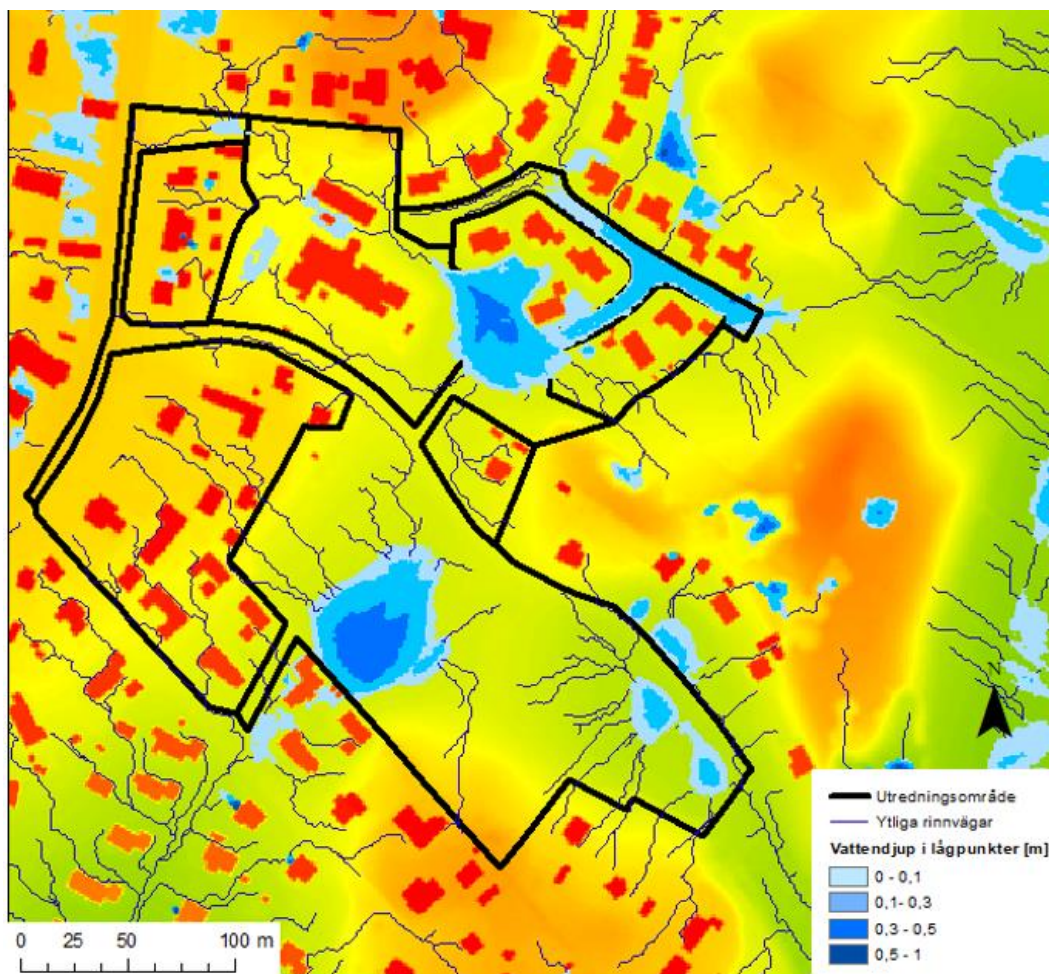 N
Utredningsområde
Ytliga rinnvägar
Vattendjup i lågpunkter [m]
0 - 0,1
0,1- 0,3
0,3 - 0,5
0,5 - 1
0 25 50 100 m